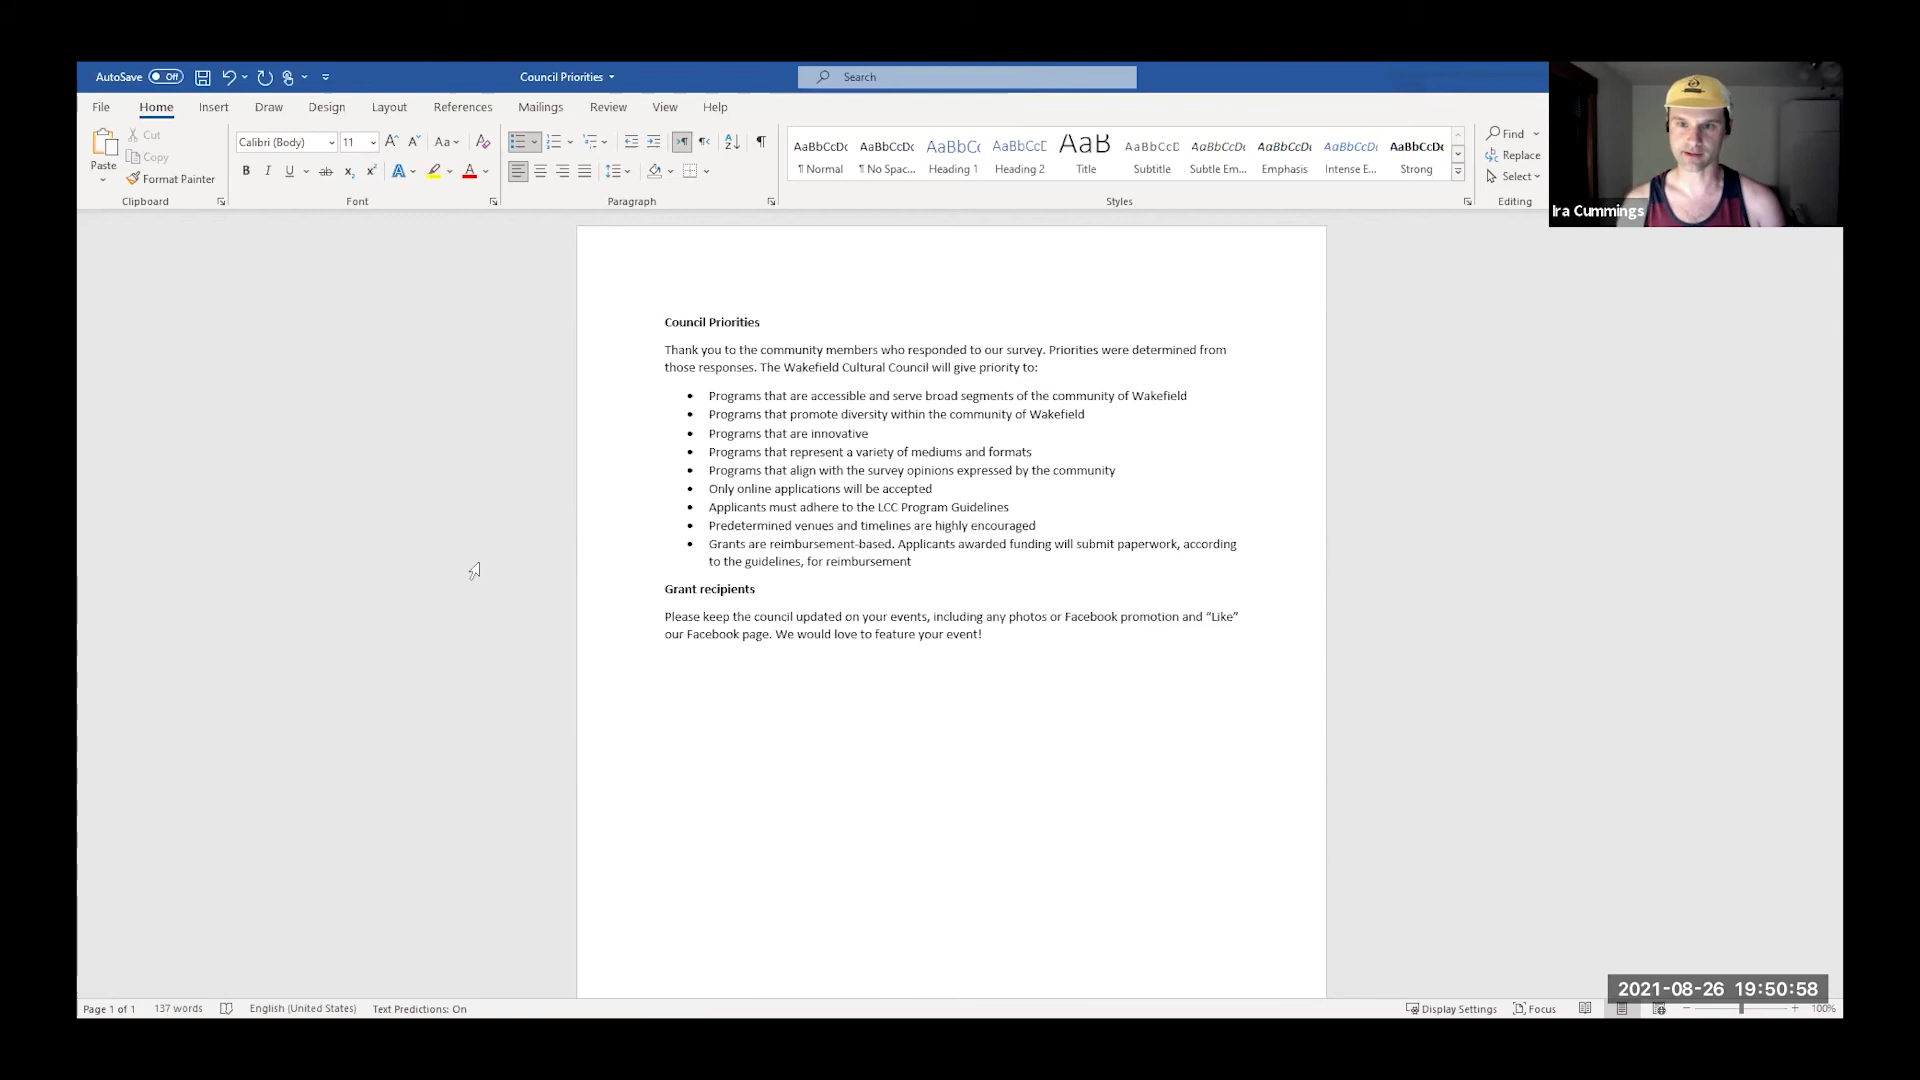 AutoSave Off Council Priorities Search
File Home Insert Draw Design Layout References Mailings Review View Help
Paste Cut Copy Format Painter Clipboard
Calibri (Body) 11 Font
Paragraph
AaBbCcDc AaBbCcDc AaBbCc AaBbCcD AaB AaBbCcD AaBbCcDc AaBbCcDc AaBbCcDc AaBbCcDc
¶ Normal ¶ No Spac... Heading 1 Heading 2 Title Subtitle Subtle Em... Emphasis Intense E... Strong
Styles
Find
Replace
Select
Editing
Ira Cummings
Council Priorities
Thank you to the community members who responded to our survey. Priorities were determined from
those responses. The Wakefield Cultural Council will give priority to:
• Programs that are accessible and serve broad segments of the community of Wakefield
• Programs that promote diversity within the community of Wakefield
• Programs that are innovative
• Programs that represent a variety of mediums and formats
• Programs that align with the survey opinions expressed by the community
• Only online applications will be accepted
• Applicants must adhere to the LCC Program Guidelines
• Predetermined venues and timelines are highly encouraged
• Grants are reimbursement-based. Applicants awarded funding will submit paperwork, according
to the guidelines, for reimbursement
Grant recipients
Please keep the council updated on your events, including any photos or Facebook promotion and “Like”
our Facebook page. We would love to feature your event!
2021-08-26 19:50:58
Page 1 of 1 137 words English (United States) Text Predictions: On Display Settings Focus 100%